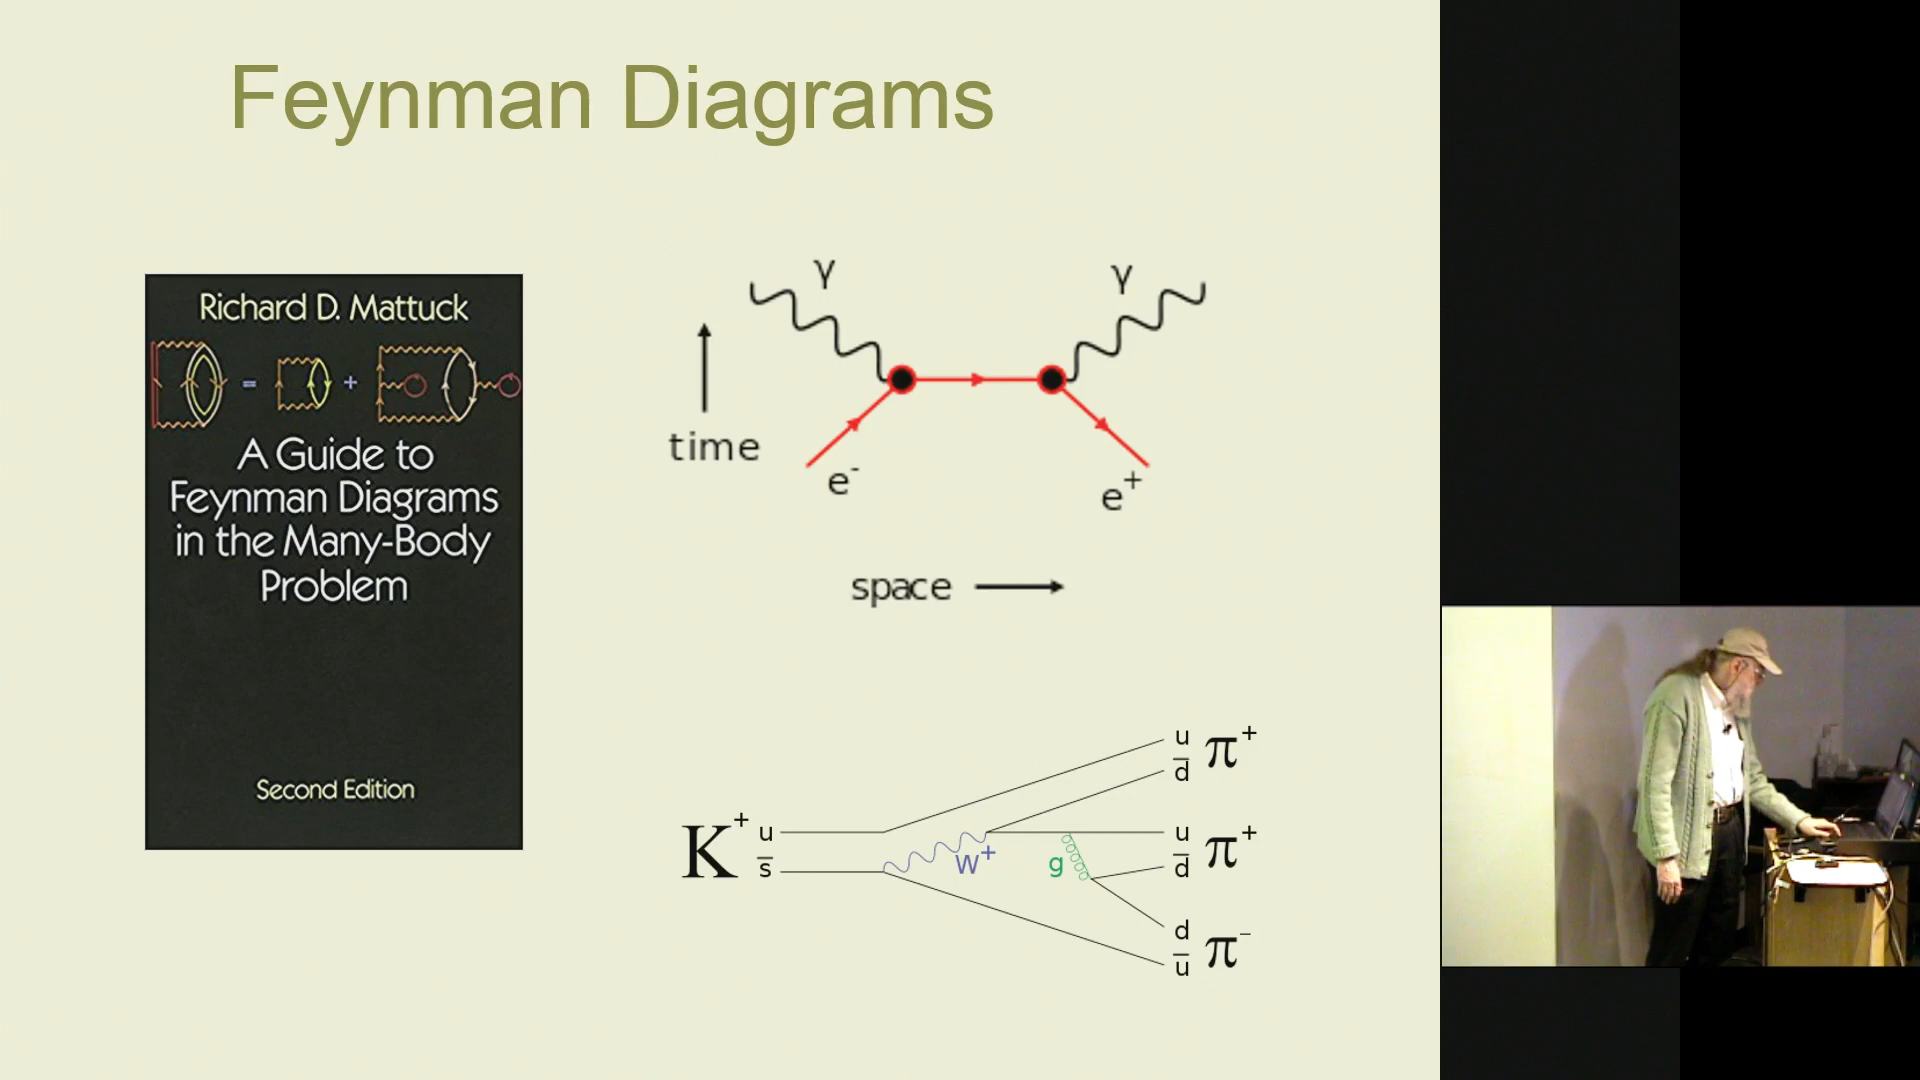 Feynman Diagrams
Richard D. Mattuck
= +
A Guide to
Feynman Diagrams
in the Many-Body
Problem
Second Edition
γ γ
time
e⁻ e⁺
space
K⁺ u s̅
W⁺ g
u d̅ π⁺
u d̅ π⁺
d u̅ π⁻